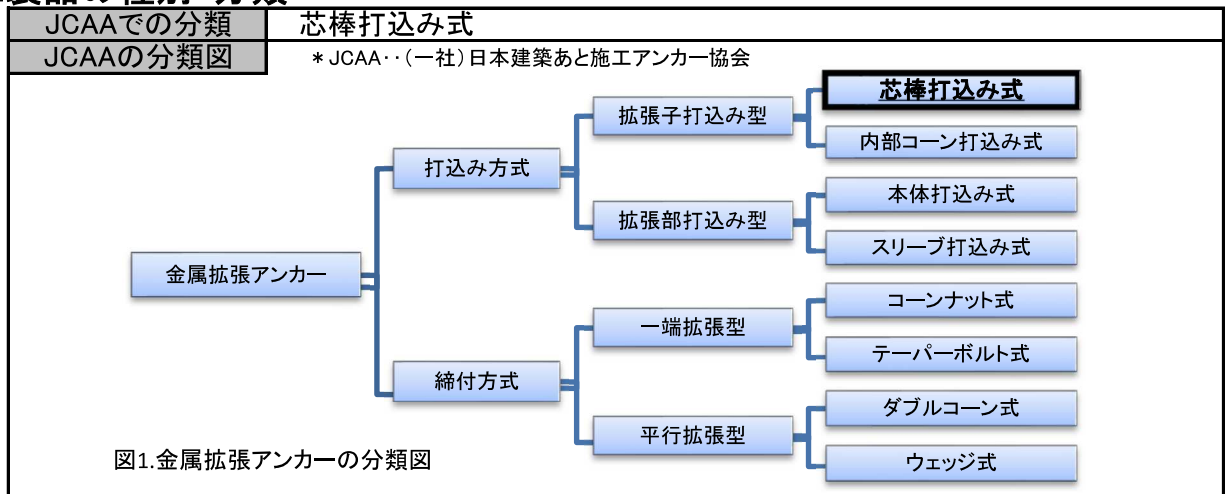 製品の種別・分類
JCAAでの分類 芯棒打込み式
JCAAの分類図 *JCAA‥(一社)日本建築あと施工アンカー協会
芯棒打込み式
拡張子打込み型
内部コーン打込み式
打込み方式
本体打込み式
拡張部打込み型
スリーブ打込み式
金属拡張アンカー
コーンナット式
一端拡張型
テーパーボルト式
締付方式
ダブルコーン式
平行拡張型
ウェッジ式
図1.金属拡張アンカーの分類図